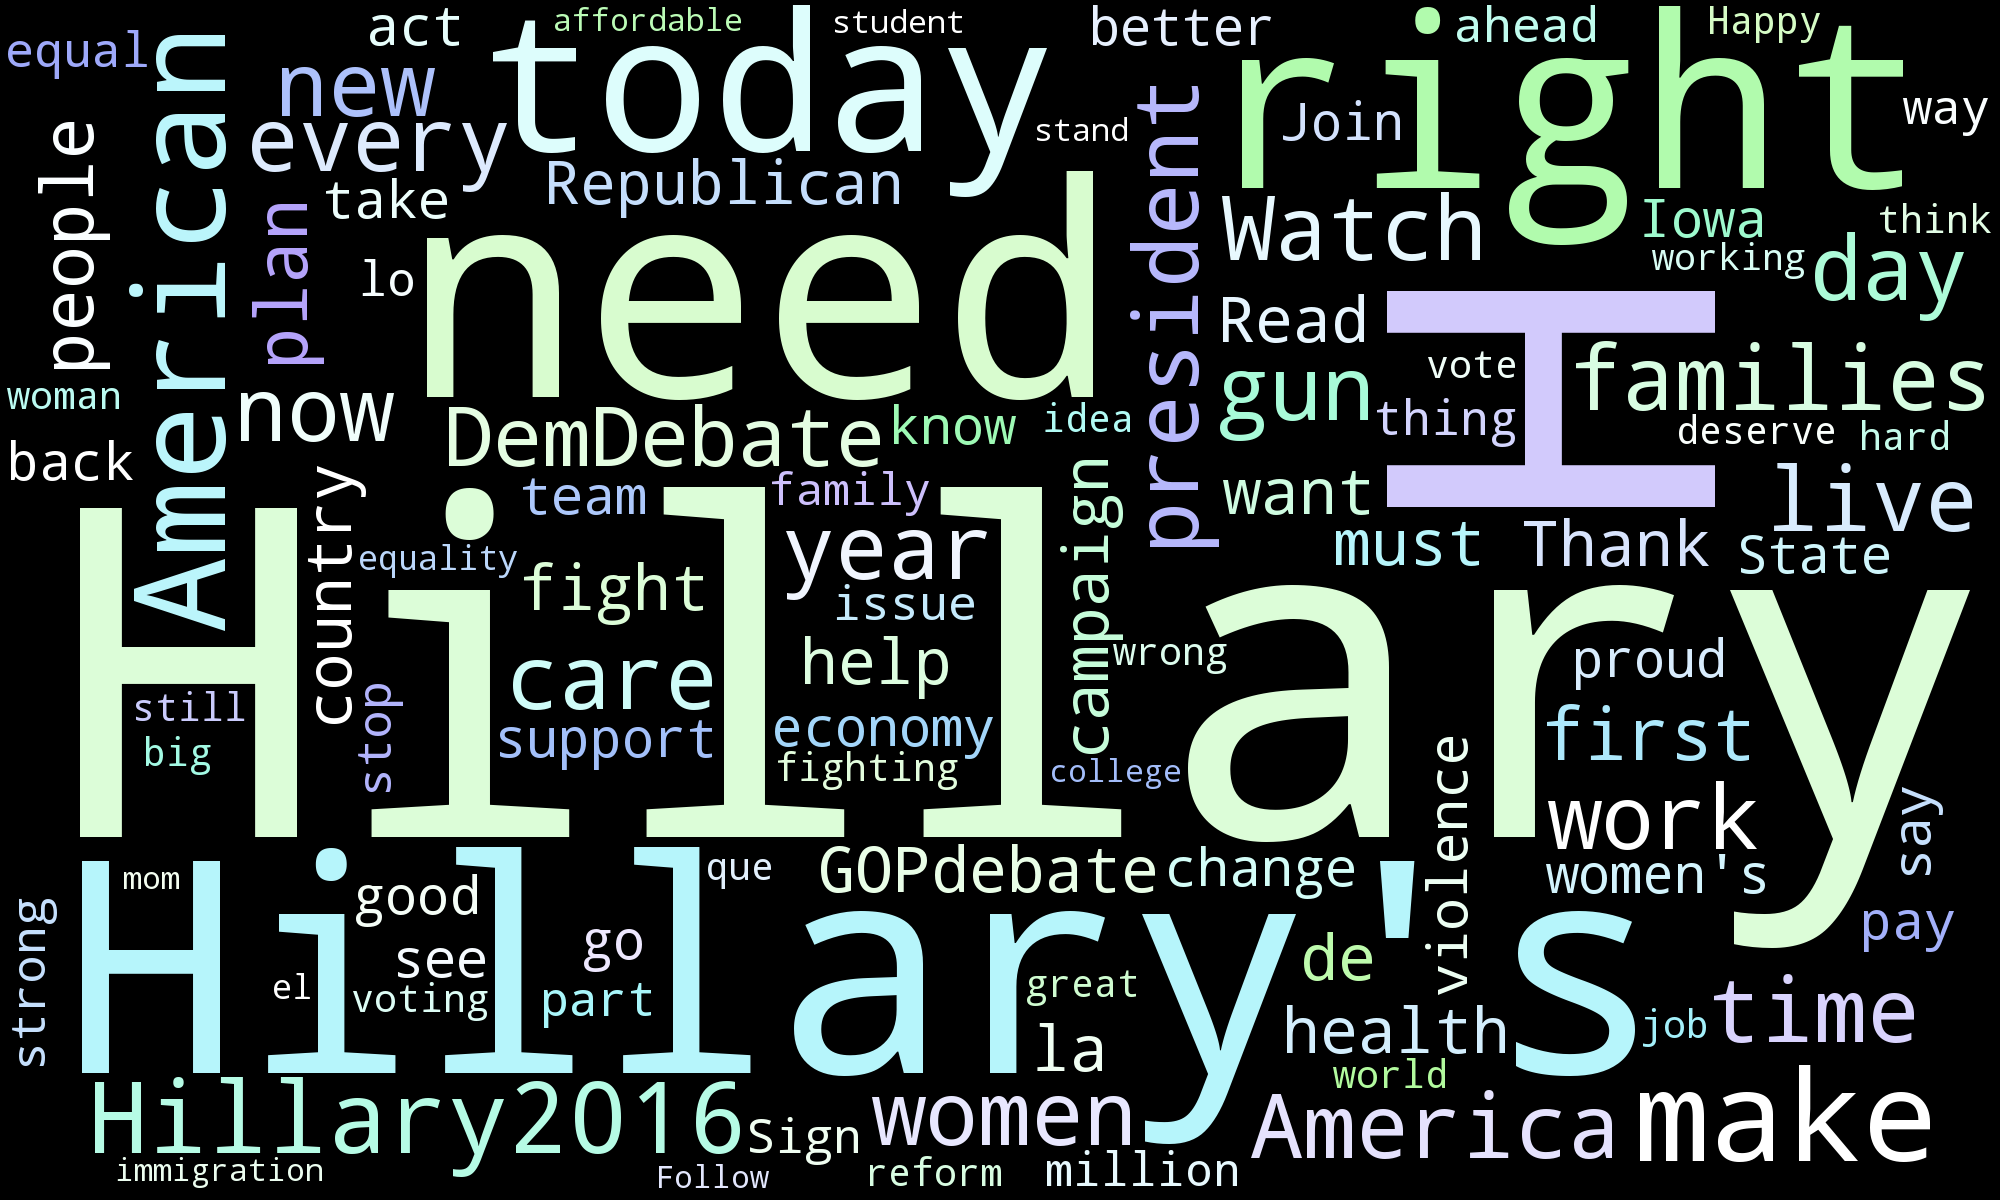 equal
act
affordable
student
better
ahead
Happy
new
today
right
way
people
American
every
stand
president
Join
take
Republican
plan
lo
need
Watch
Iowa
think
working
day
Read
I
vote
families
woman
now
gun
thing
deserve
hard
back
DemDebate
know
idea
country
team
family
campaign
want
live
must
Thank
State
Hillary
equality
fight
year
issue
care
help
wrong
proud
still
big
stop
support
economy
fighting
college
first
violence
work
say
women's
Hillary's
mom
good
que
GOPdebate
change
strong
see
go
de
pay
el
voting
part
great
la
health
job
time
world
Hillary2016
Sign
women
America
make
immigration
Follow
reform
million